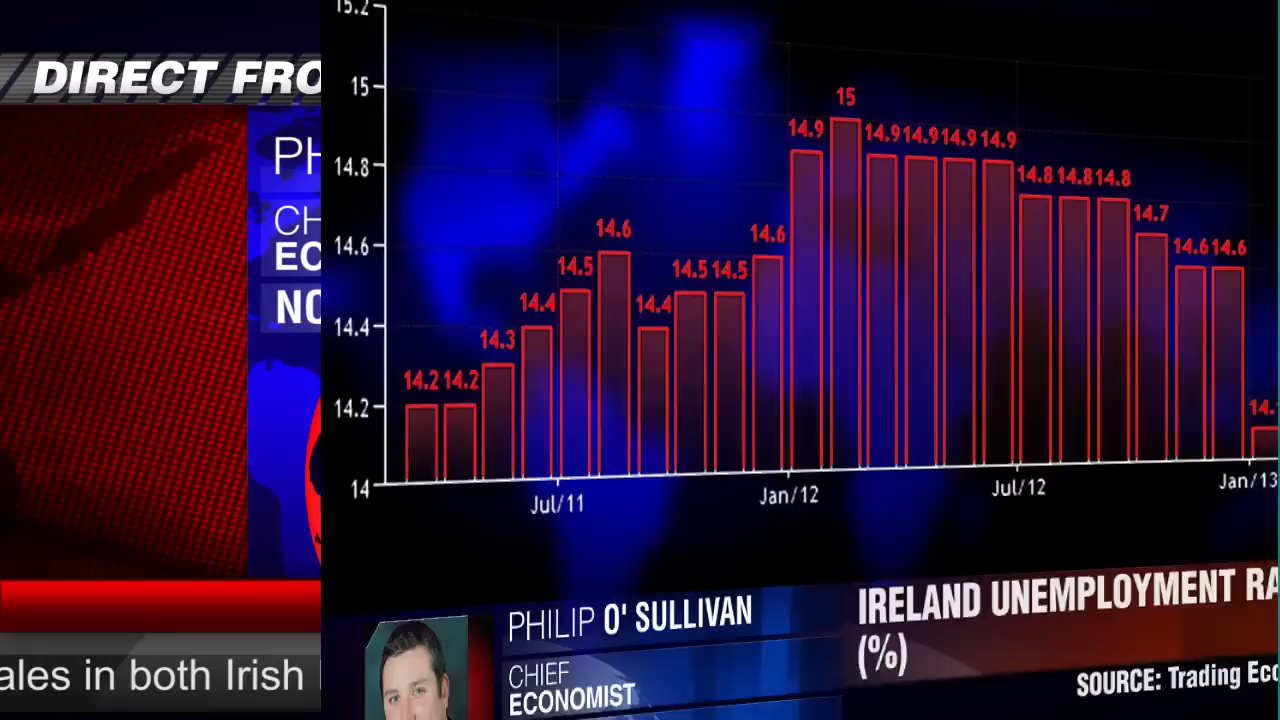 DIRECT FRO
PH
CH
EC
NO
ales in both Irish
15.2
15
14.8
14.6
14.4
14.2
14
14.2 14.2 14.3 14.4 14.5 14.6 14.4 14.5 14.5 14.6 14.9 15 14.9 14.9 14.9 14.9 14.8 14.8 14.8 14.7 14.6 14.6 14.
Jul/11 Jan/12 Jul/12 Jan/13
PHILIP O' SULLIVAN
CHIEF
ECONOMIST
IRELAND UNEMPLOYMENT RA
(%)
SOURCE: Trading Eco